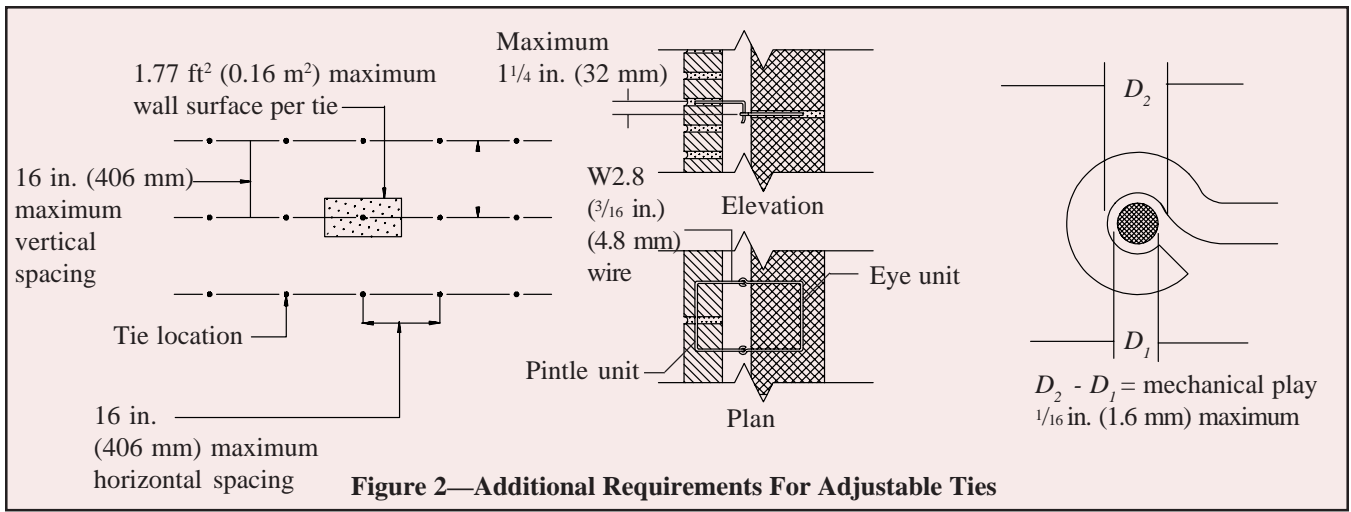 1.77 ft² (0.16 m²) maximum
wall surface per tie
16 in. (406 mm)
maximum
vertical
spacing
Tie location
16 in.
(406 mm) maximum
horizontal spacing
Maximum
1 1/4 in. (32 mm)
W2.8
(3/16 in.)
(4.8 mm)
wire
Elevation
Eye unit
Pintle unit
Plan
D₂
D₁
D₂ - D₁ = mechanical play
1/16 in. (1.6 mm) maximum
Figure 2—Additional Requirements For Adjustable Ties